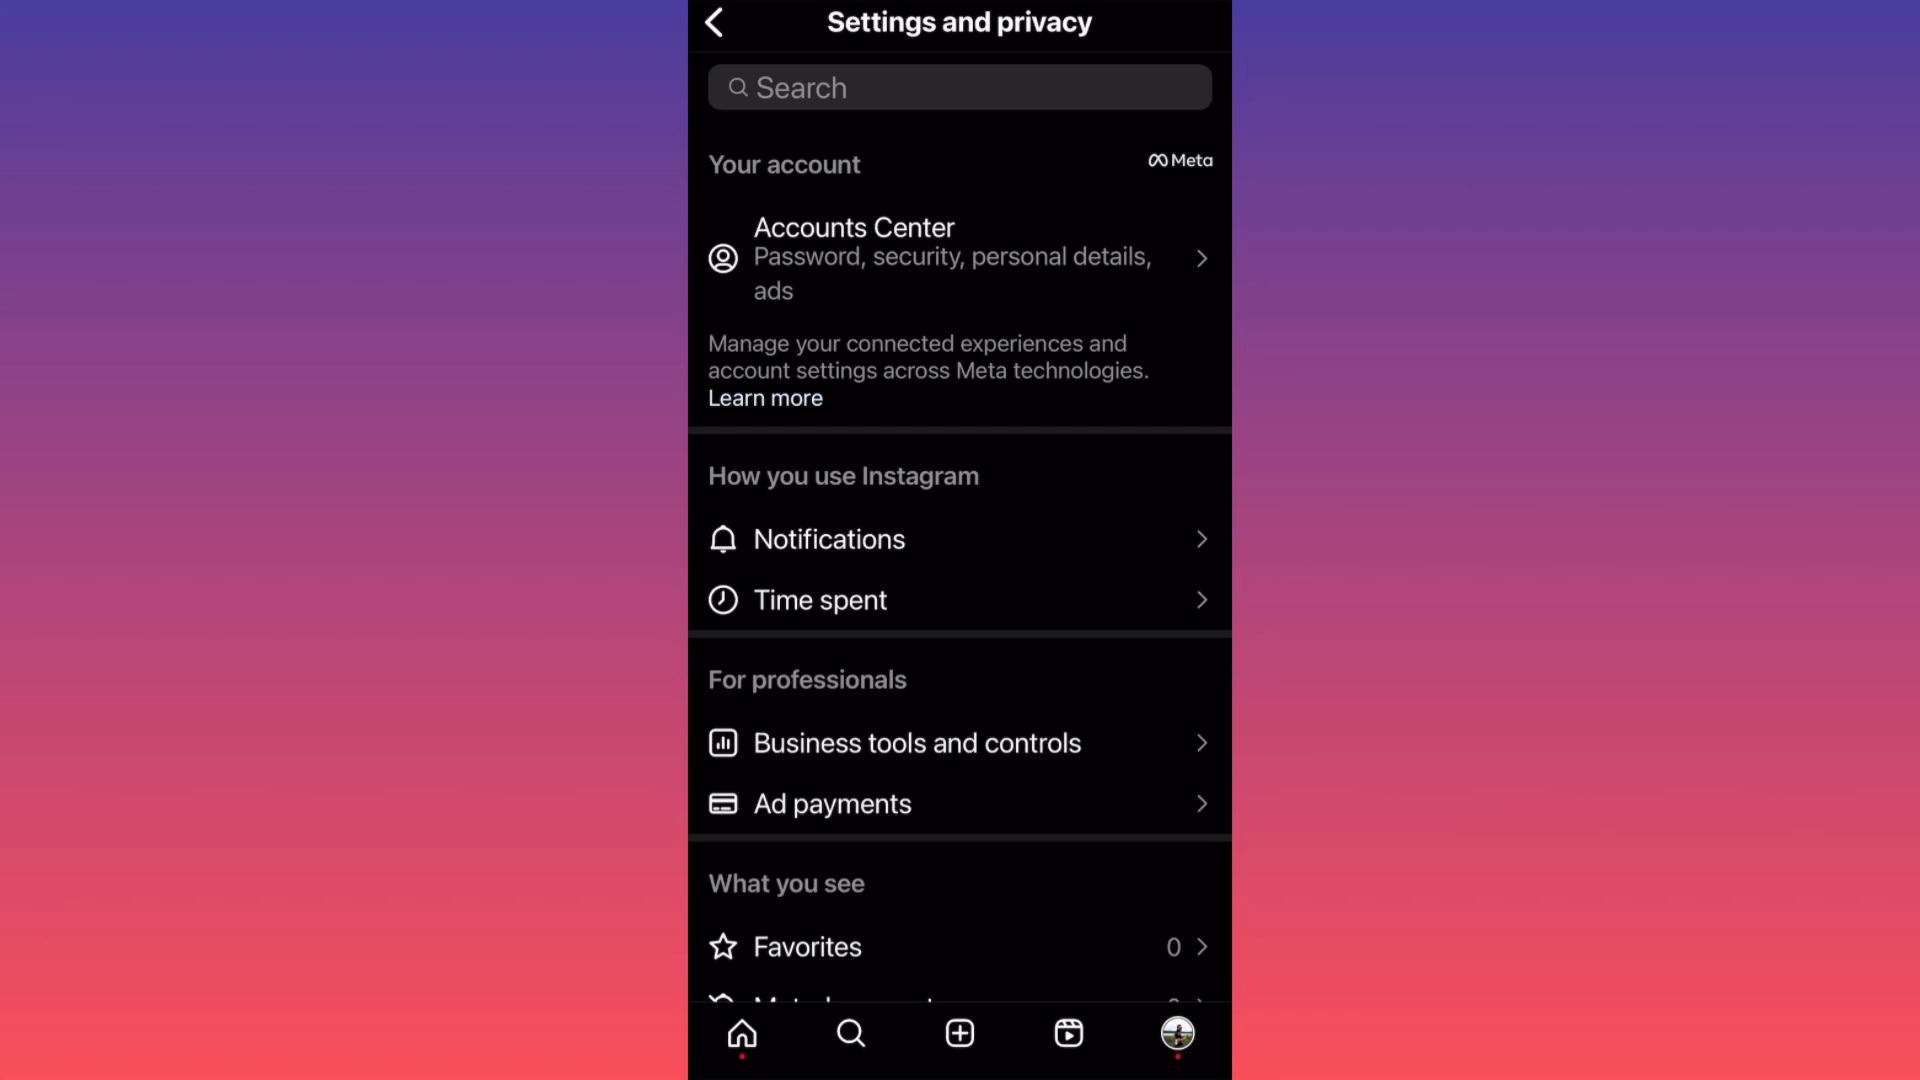 Settings and privacy
Search
Your account
Meta
Accounts Center
Password, security, personal details,
ads
Manage your connected experiences and
account settings across Meta technologies.
Learn more
How you use Instagram
Notifications
Time spent
For professionals
Business tools and controls
Ad payments
What you see
Favorites 0